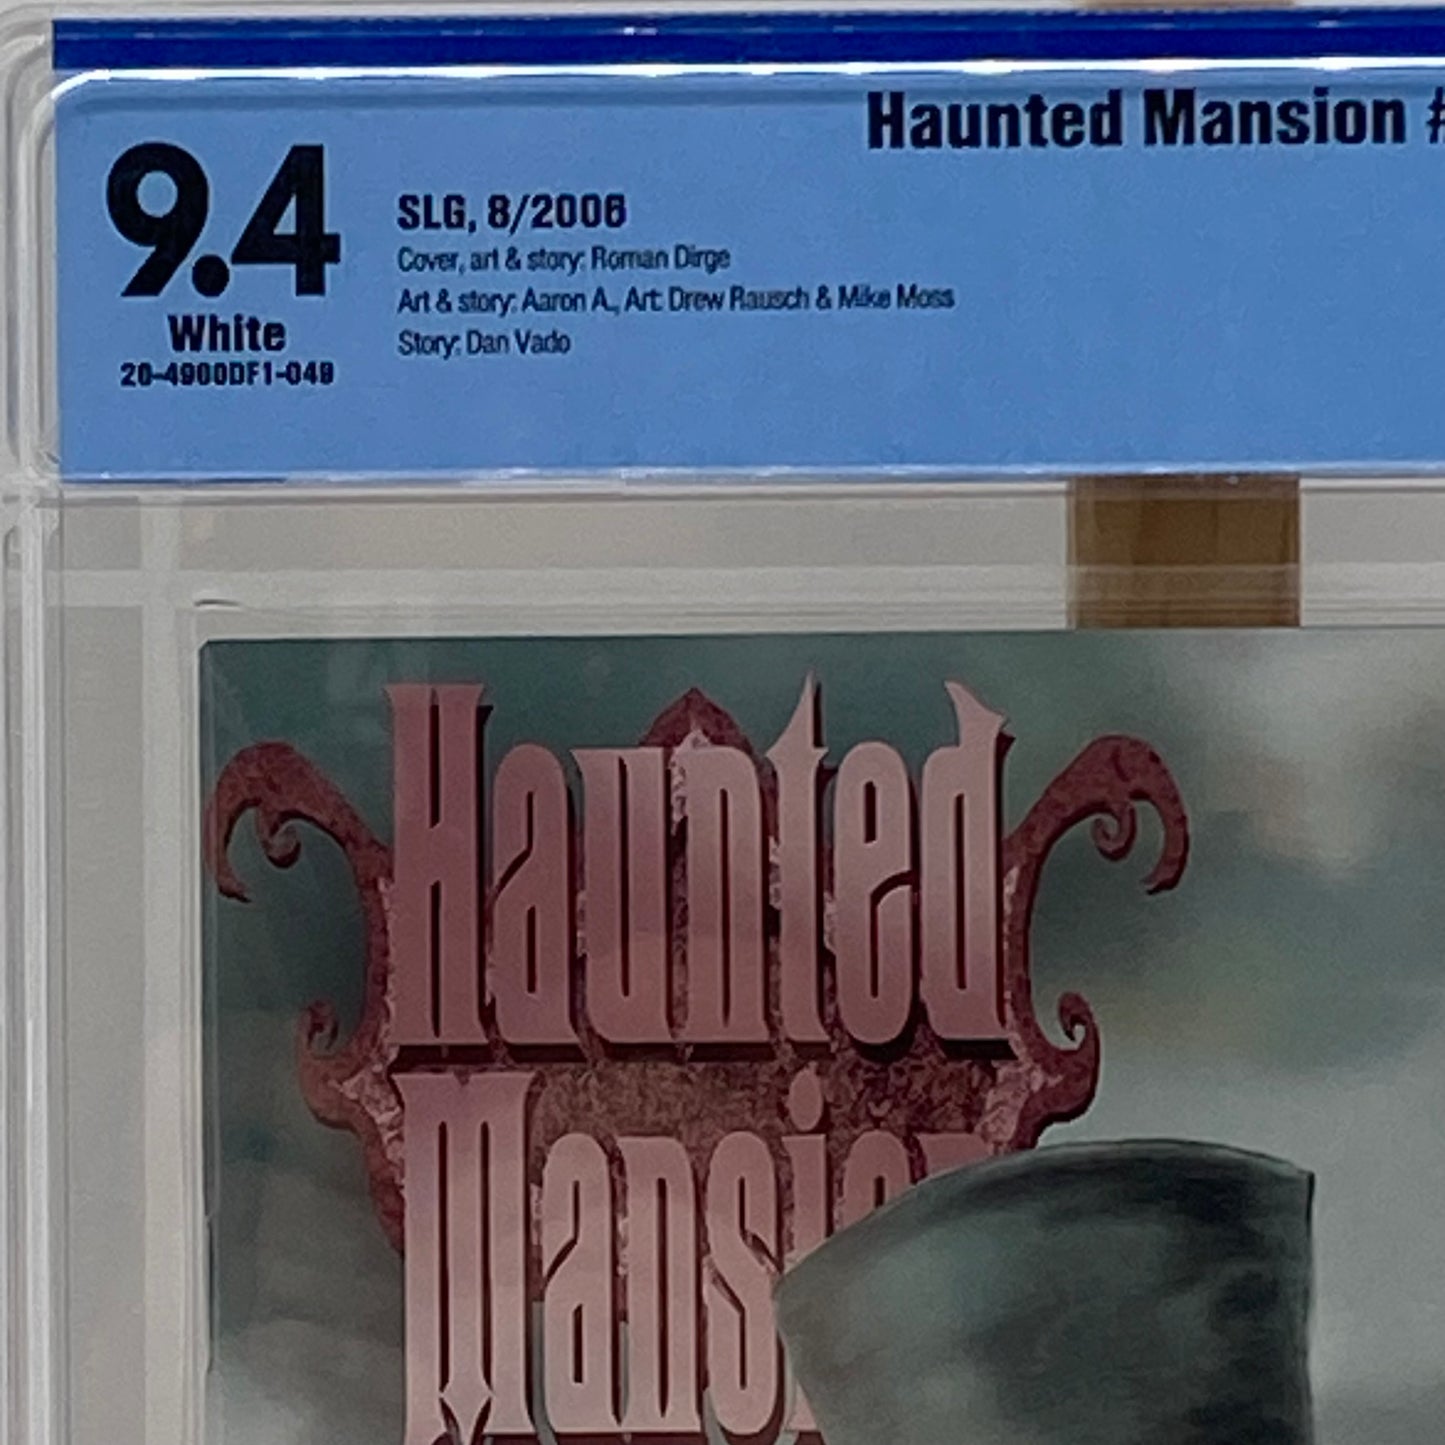 Haunted Mansion #
9.4
White
20-4900DF1-049
SLG, 8/2006
Cover, art & story: Roman Dirge
Art & story: Aaron A., Art: Drew Rausch & Mike Moss
Story: Dan Vado
Haunted
Mansion